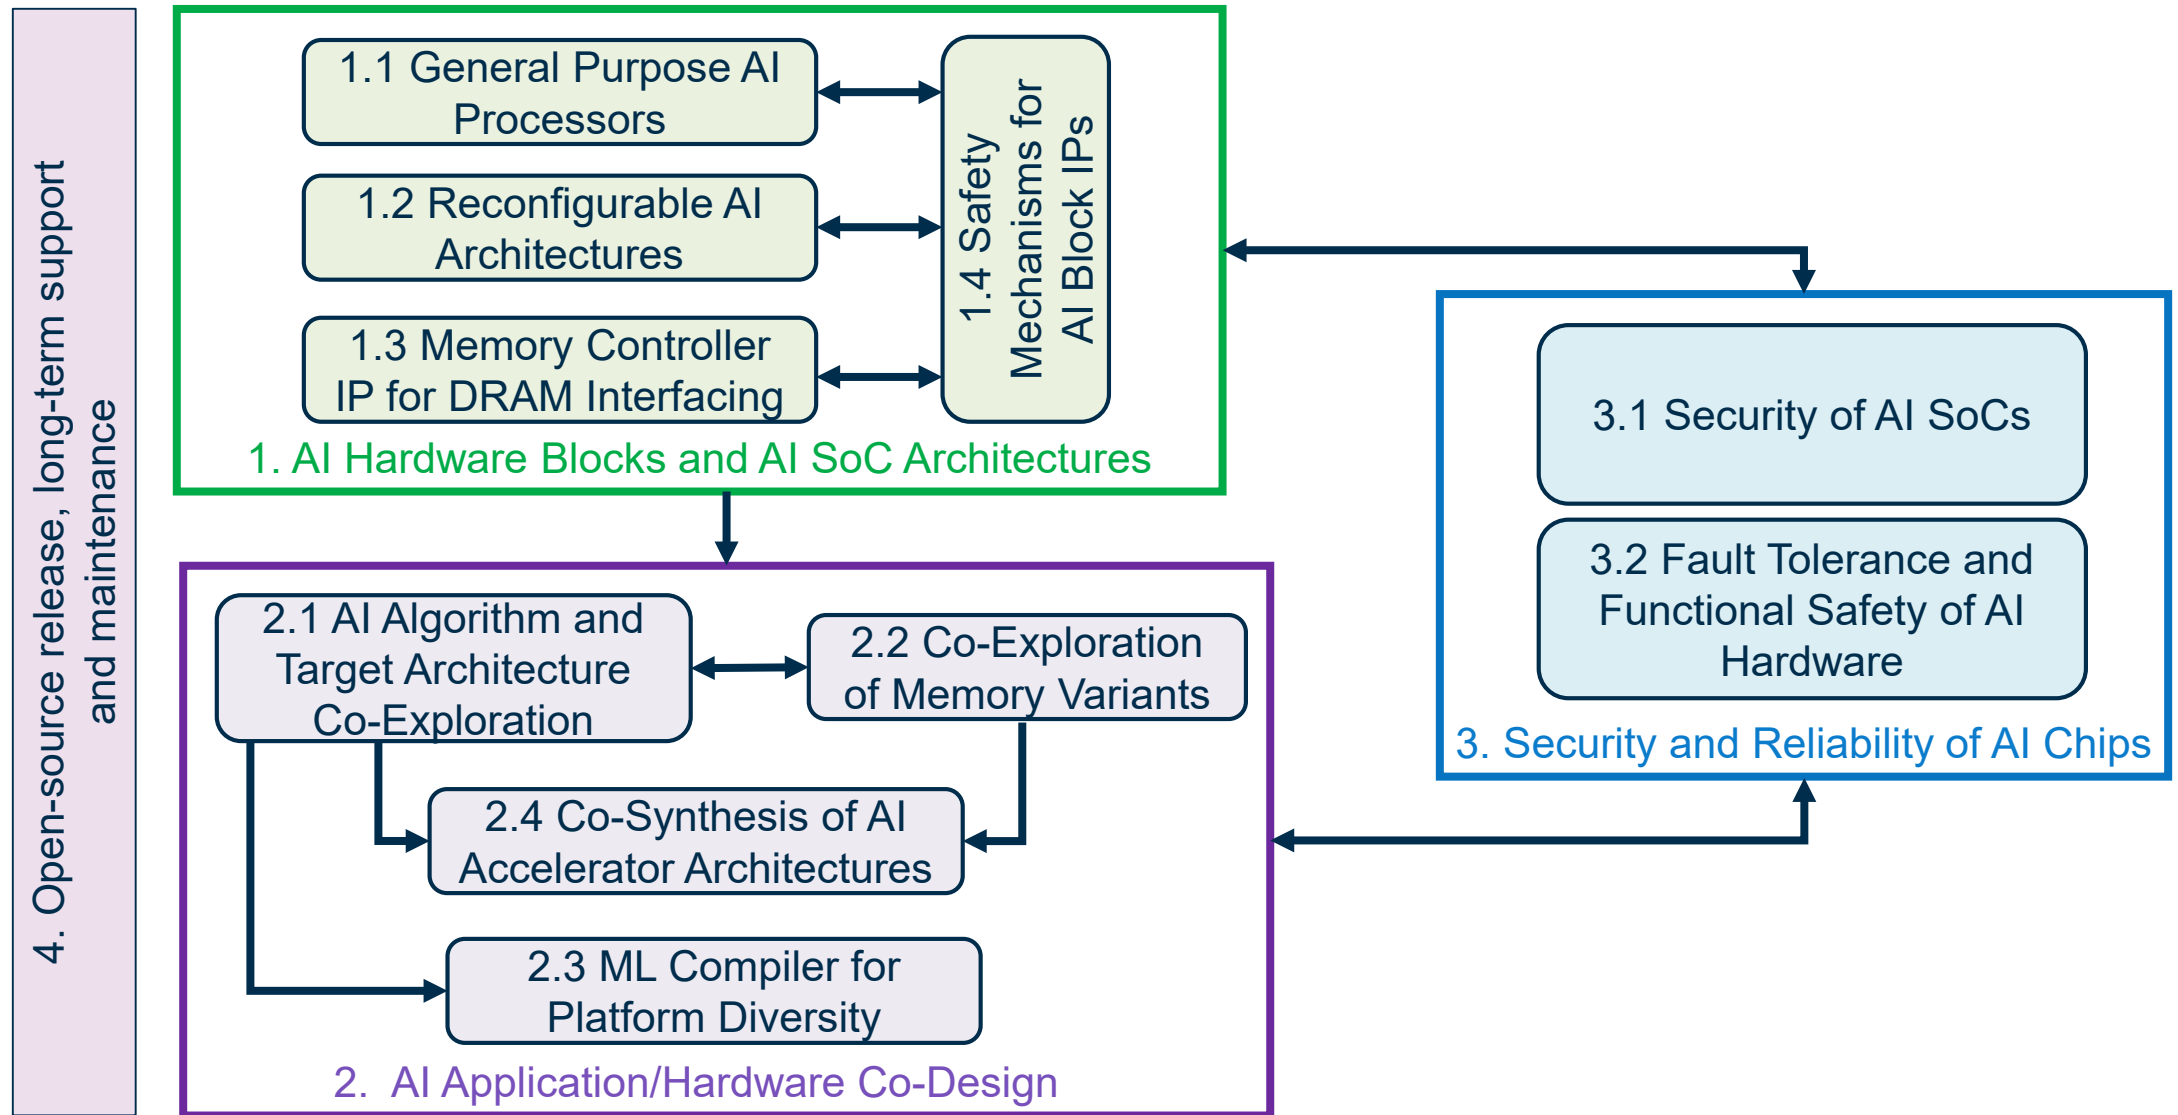 4. Open-source release, long-term support
and maintenance
1.1 General Purpose AI
Processors
1.2 Reconfigurable AI
Architectures
1.3 Memory Controller
IP for DRAM Interfacing
1.4 Safety
Mechanisms for
AI Block IPs
1. AI Hardware Blocks and AI SoC Architectures
2.1 AI Algorithm and
Target Architecture
Co-Exploration
2.2 Co-Exploration
of Memory Variants
2.4 Co-Synthesis of AI
Accelerator Architectures
2.3 ML Compiler for
Platform Diversity
2. AI Application/Hardware Co-Design
3.1 Security of AI SoCs
3.2 Fault Tolerance and
Functional Safety of AI
Hardware
3. Security and Reliability of AI Chips